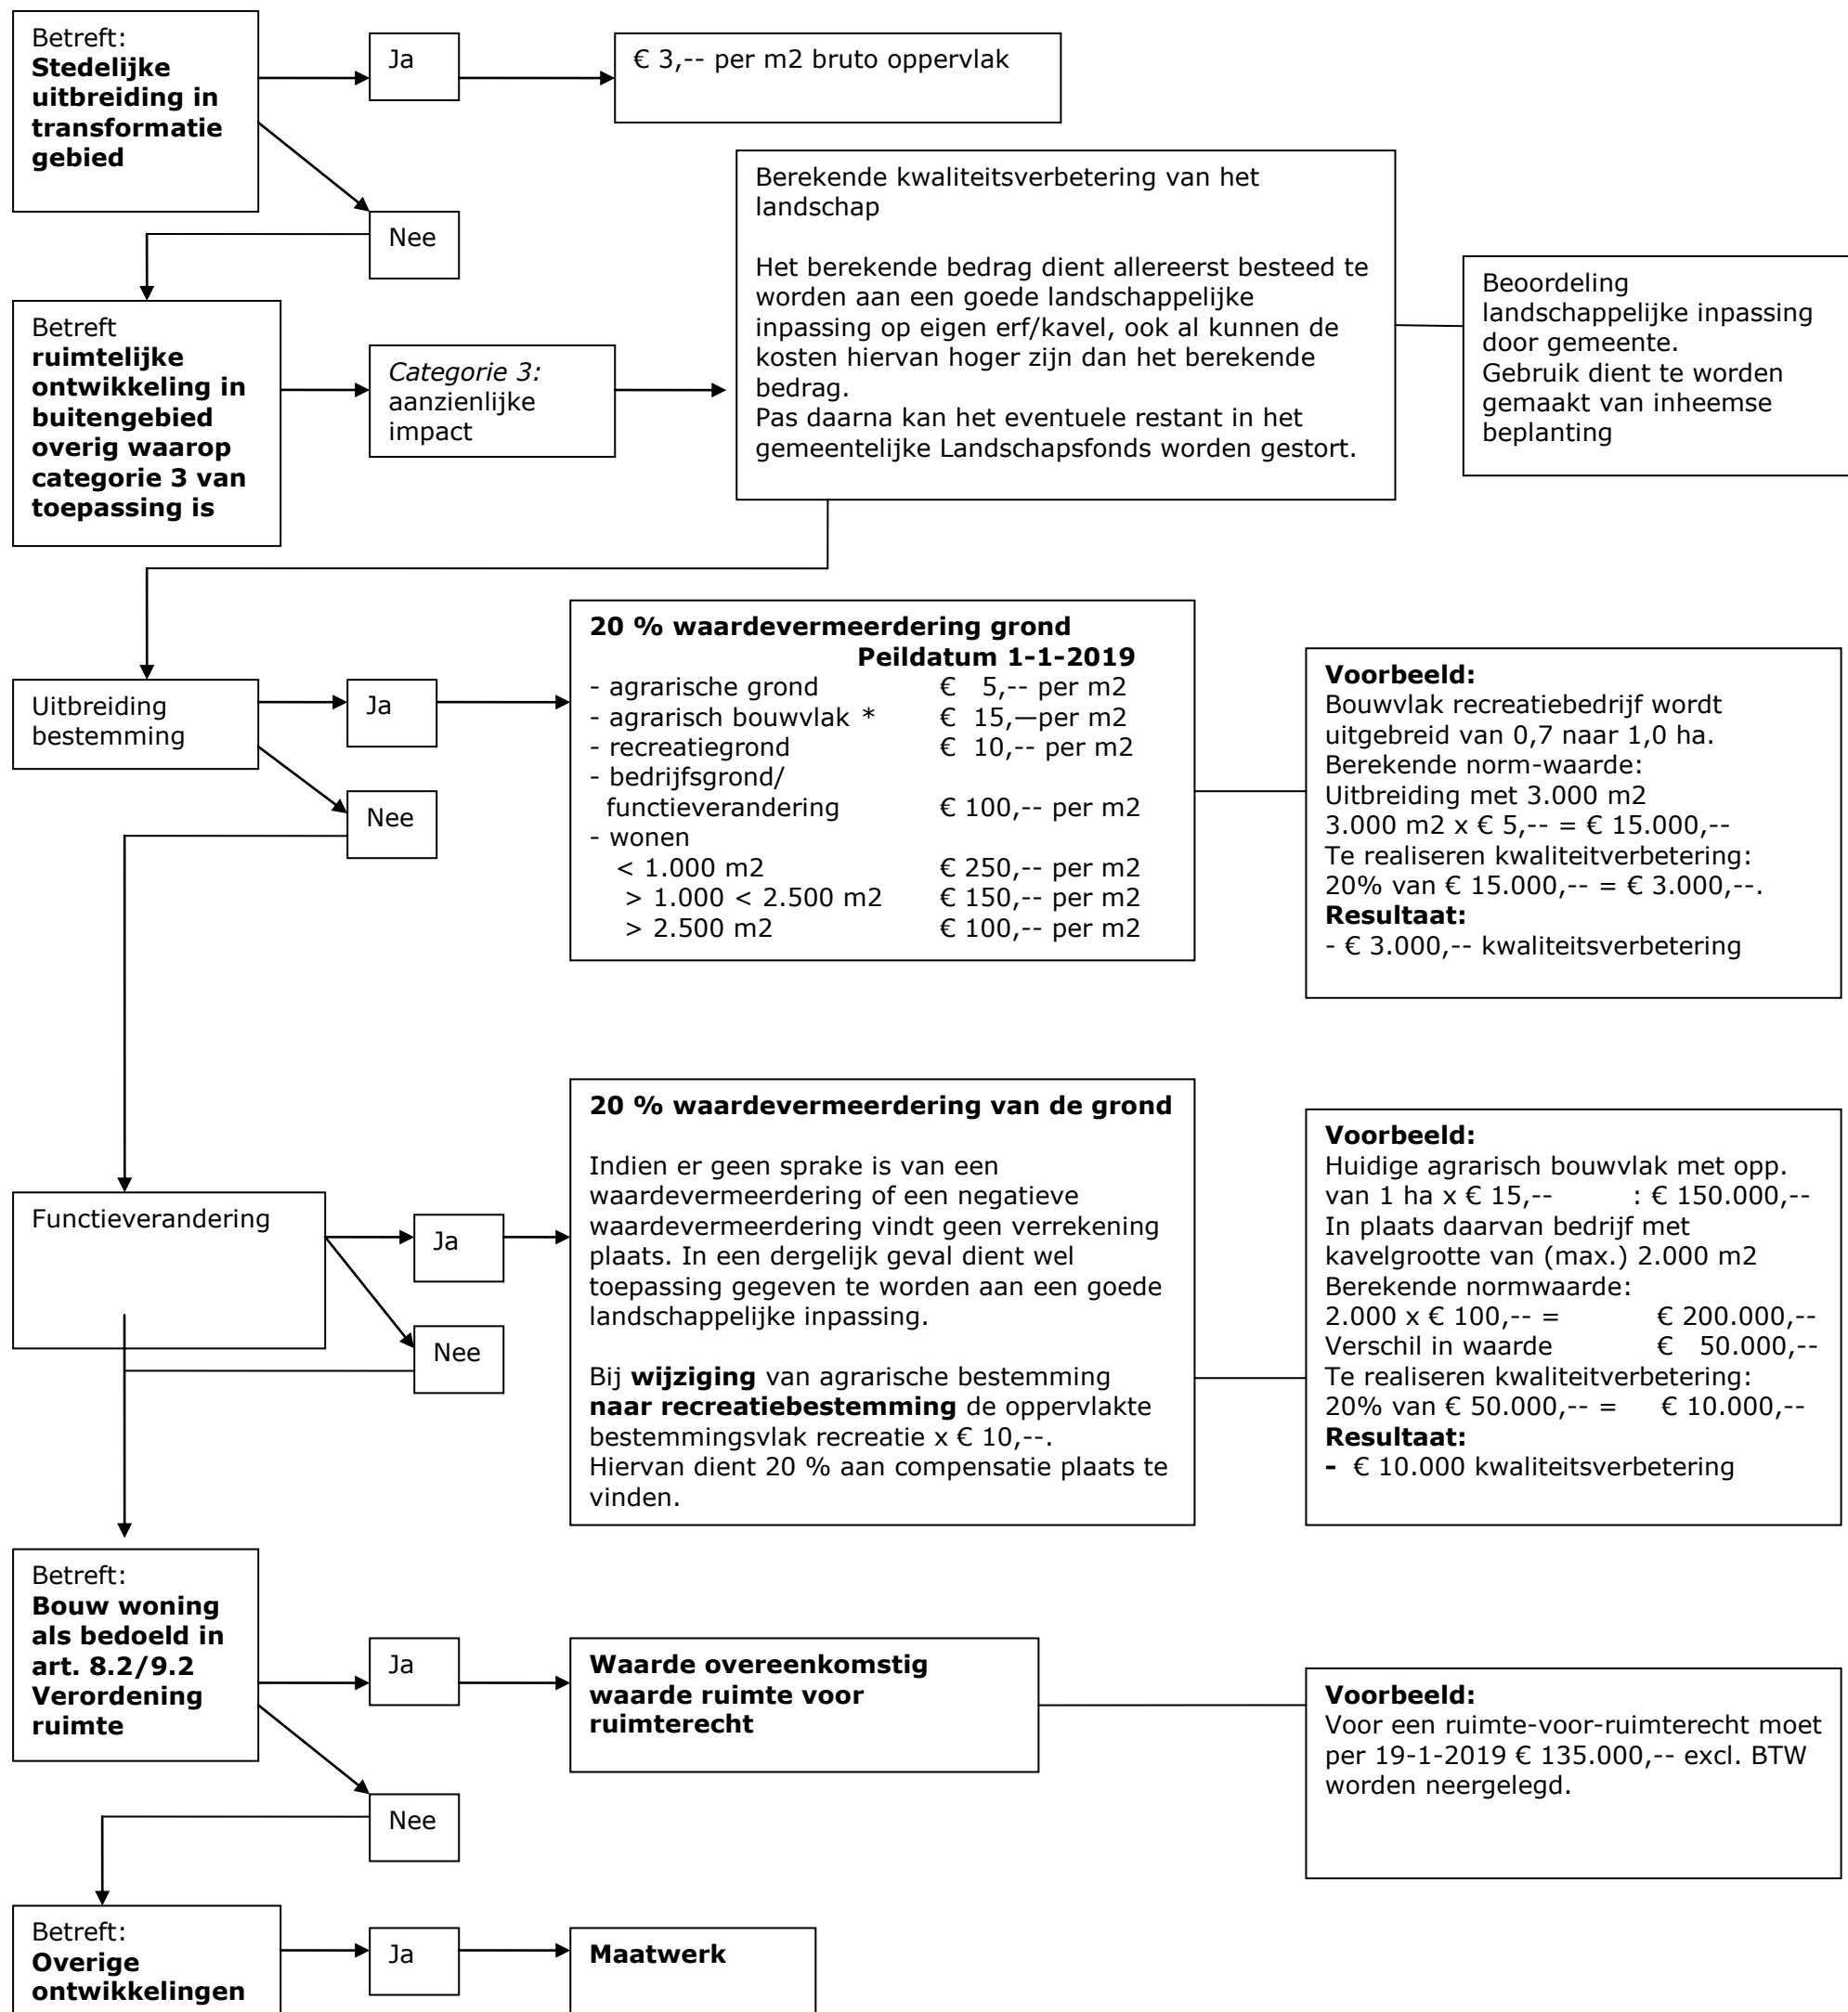 Betreft:
Stedelijke
uitbreiding in
transformatie
gebied
Ja
€ 3,-- per m2 bruto oppervlak
Nee
Betreft
ruimtelijke
ontwikkeling in
buitengebied
overig waarop
categorie 3 van
toepassing is
Categorie 3:
aanzienlijke
impact
Berekende kwaliteitsverbetering van het
landschap
Het berekende bedrag dient allereerst besteed te
worden aan een goede landschappelijke
inpassing op eigen erf/kavel, ook al kunnen de
kosten hiervan hoger zijn dan het berekende
bedrag.
Pas daarna kan het eventuele restant in het
gemeentelijke Landschapsfonds worden gestort.
Beoordeling
landschappelijke inpassing
door gemeente.
Gebruik dient te worden
gemaakt van inheemse
beplanting
Uitbreiding
bestemming
Ja
Nee
20 % waardevermeerdering grond
Peildatum 1-1-2019
- agrarische grond € 5,-- per m2
- agrarisch bouwvlak * € 15,—per m2
- recreatiegrond € 10,-- per m2
- bedrijfsgrond/
functieverandering € 100,-- per m2
- wonen
< 1.000 m2 € 250,-- per m2
> 1.000 < 2.500 m2 € 150,-- per m2
> 2.500 m2 € 100,-- per m2
Voorbeeld:
Bouwvlak recreatiebedrijf wordt
uitgebreid van 0,7 naar 1,0 ha.
Berekende norm-waarde:
Uitbreiding met 3.000 m2
3.000 m2 x € 5,-- = € 15.000,--
Te realiseren kwaliteitverbetering:
20% van € 15.000,-- = € 3.000,--.
Resultaat:
- € 3.000,-- kwaliteitsverbetering
Functieverandering
Ja
Nee
20 % waardevermeerdering van de grond
Indien er geen sprake is van een
waardevermeerdering of een negatieve
waardevermeerdering vindt geen verrekening
plaats. In een dergelijk geval dient wel
toepassing gegeven te worden aan een goede
landschappelijke inpassing.
Bij wijziging van agrarische bestemming
naar recreatiebestemming de oppervlakte
bestemmingsvlak recreatie x € 10,--.
Hiervan dient 20 % aan compensatie plaats te
vinden.
Voorbeeld:
Huidige agrarisch bouwvlak met opp.
van 1 ha x € 15,-- : € 150.000,--
In plaats daarvan bedrijf met
kavelgrootte van (max.) 2.000 m2
Berekende normwaarde:
2.000 x € 100,-- = € 200.000,--
Verschil in waarde € 50.000,--
Te realiseren kwaliteitverbetering:
20% van € 50.000,-- = € 10.000,--
Resultaat:
- € 10.000 kwaliteitsverbetering
Betreft:
Bouw woning
als bedoeld in
art. 8.2/9.2
Verordening
ruimte
Ja
Nee
Waarde overeenkomstig
waarde ruimte voor
ruimterecht
Voorbeeld:
Voor een ruimte-voor-ruimterecht moet
per 19-1-2019 € 135.000,-- excl. BTW
worden neergelegd.
Betreft:
Overige
ontwikkelingen
Ja
Maatwerk